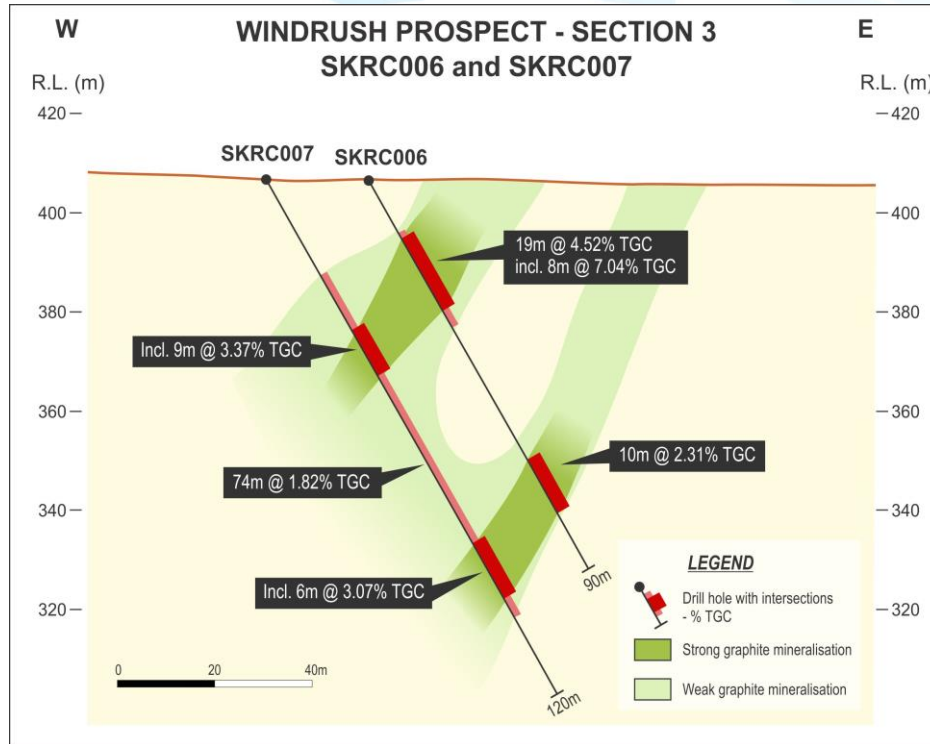 W
WINDRUSH PROSPECT - SECTION 3
E
SKRC006 and SKRC007
R.L. (m)
R.L. (m)
420
420
SKRC007
SKRC006
400
400
19m @ 4.52% TGC
incl. 8m @ 7.04% TGC
380
380
Incl. 9m @ 3.37% TGC
360
360
10m @ 2.31% TGC
74m @ 1.82% TGC
340
340
90m
LEGEND
Incl. 6m @ 3.07% TGC
320
320
Drill hole with intersections
- % TGC
Strong graphite mineralisation
0
20
40m
Weak graphite mineralisation
120m